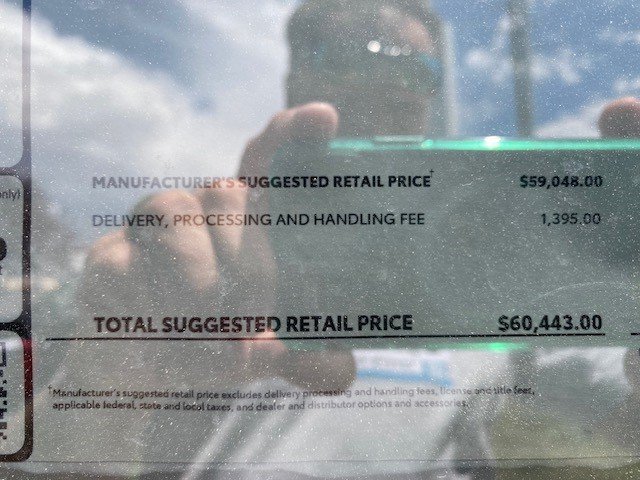 only!
MANUFACTURER'S SUGGESTED RETAIL PRICE† $59,048.00
DELIVERY, PROCESSING AND HANDLING FEE 1,395.00
TOTAL SUGGESTED RETAIL PRICE $60,443.00
†Manufacturer's suggested retail price excludes delivery processing and handling fees, license and title fees,
applicable federal, state and local taxes, and dealer and distributor options and accessories.